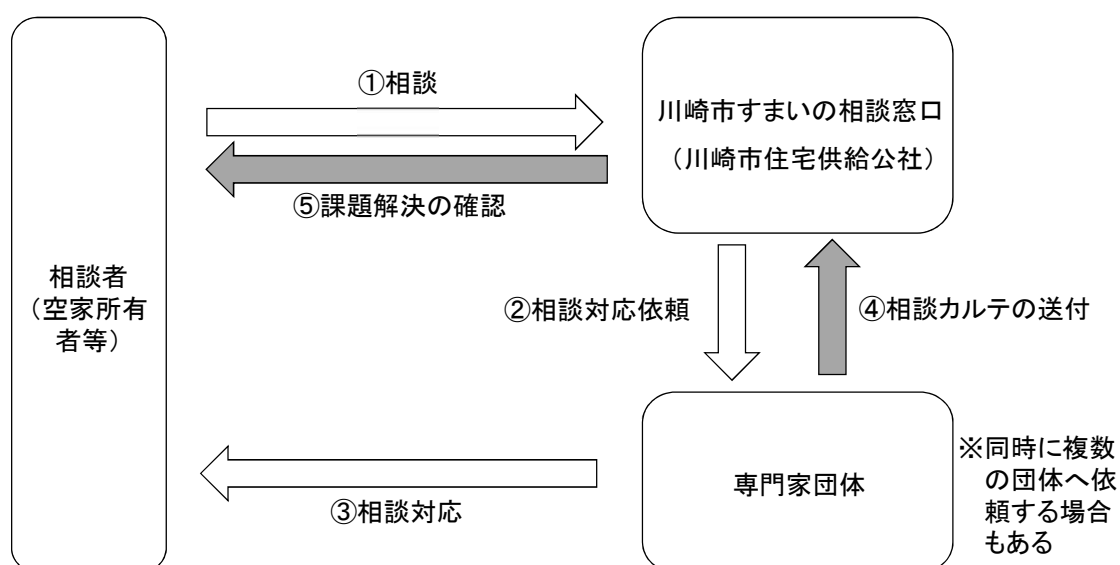 ①相談
川崎市すまいの相談窓口
（川崎市住宅供給公社）
⑤課題解決の確認
相談者
（空家所有
者等）
②相談対応依頼
④相談カルテの送付
③相談対応
専門家団体
※同時に複数
の団体へ依
頼する場合
もある